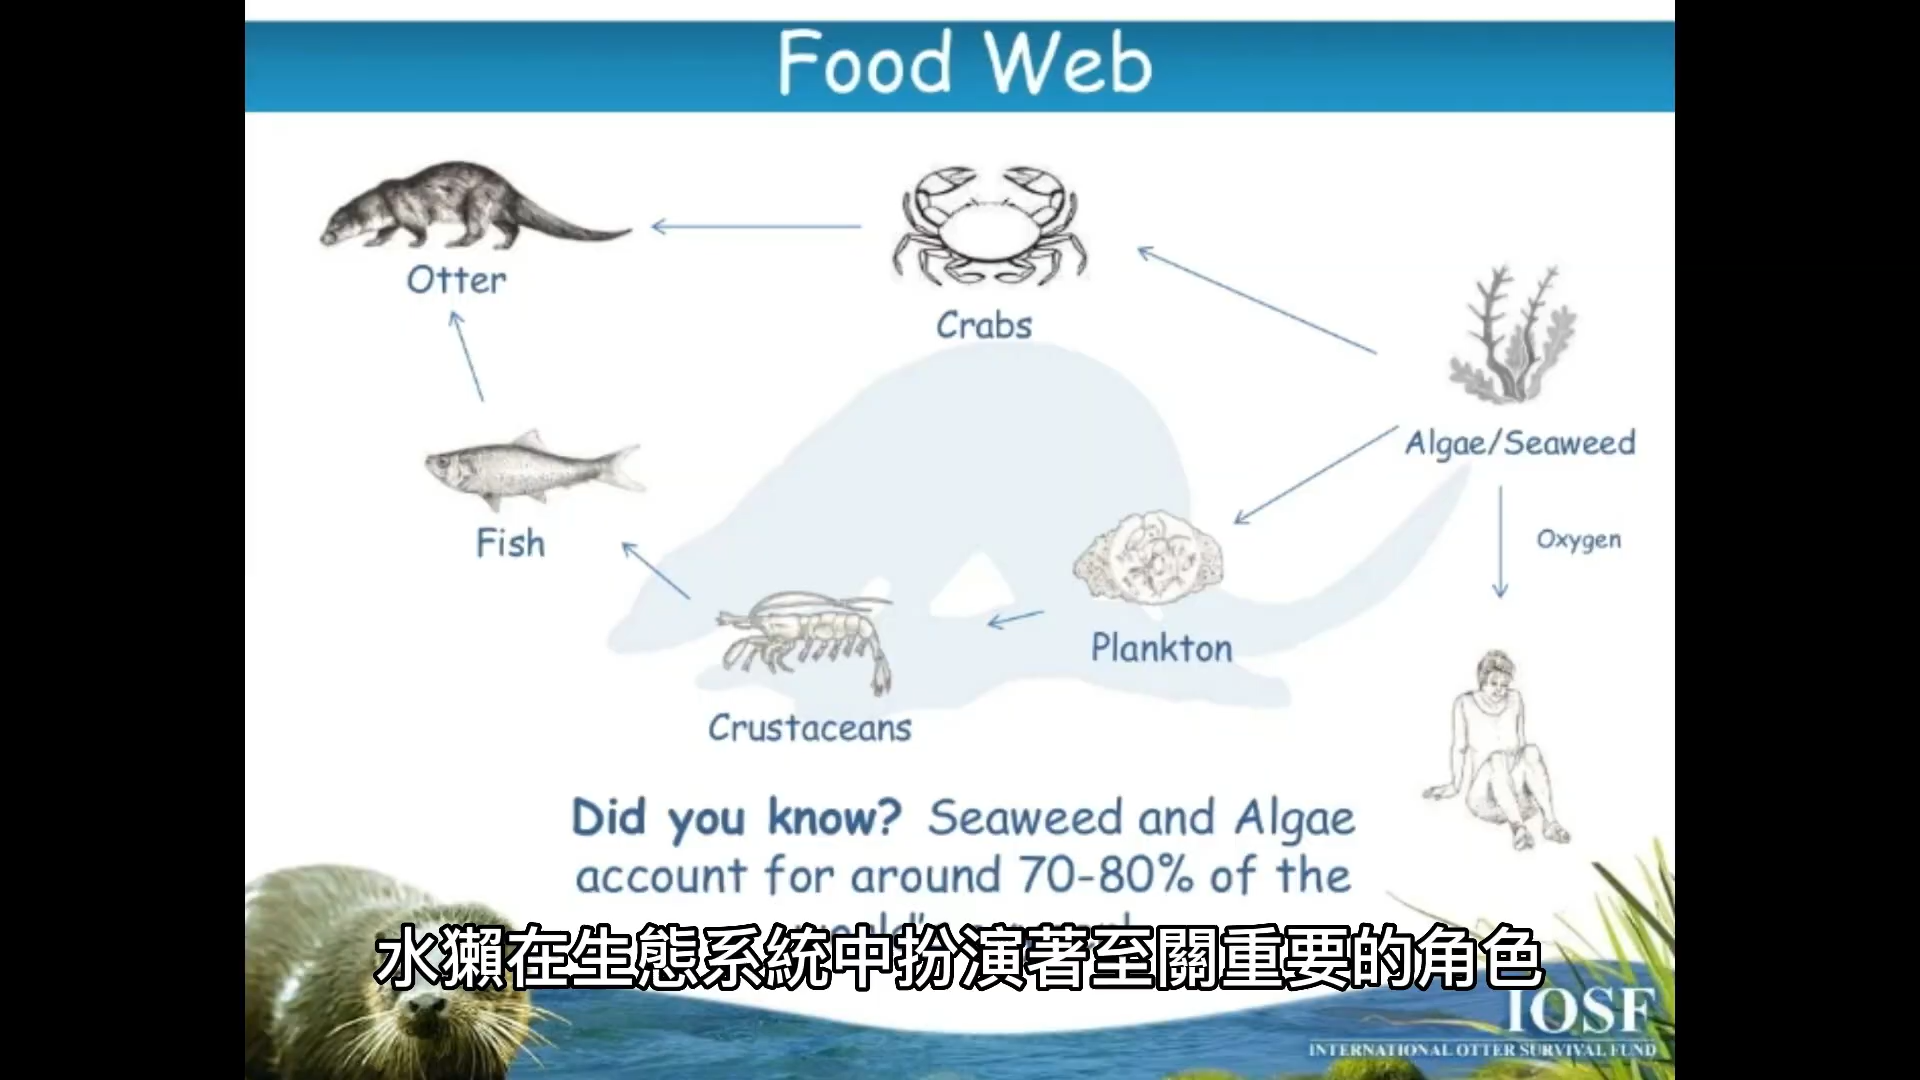 Food Web
Otter
Crabs
Algae/Seaweed
Oxygen
Fish
Plankton
Crustaceans
Did you know? Seaweed and Algae
account for around 70-80% of the
水獺在生態系統中扮演著至關重要的角色
IOSF
INTERNATIONAL OTTER SURVIVAL FUND